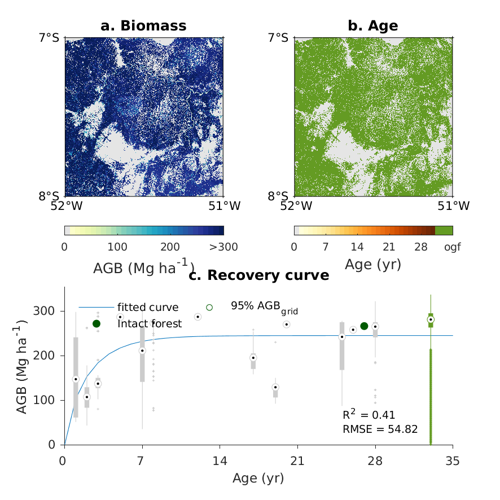 a. Biomass
b. Age
7°S
8°S
52°W 51°W
7°S
8°S
52°W 51°W
0 100 200 >300
AGB (Mg ha-1)
0 7 14 21 28 ogf
Age (yr)
c. Recovery curve
fitted curve
Intact forest
95% AGBgrid
300
200
100
0
AGB (Mg ha-1)
R2 = 0.41
RMSE = 54.82
0 7 14 21 28 35
Age (yr)